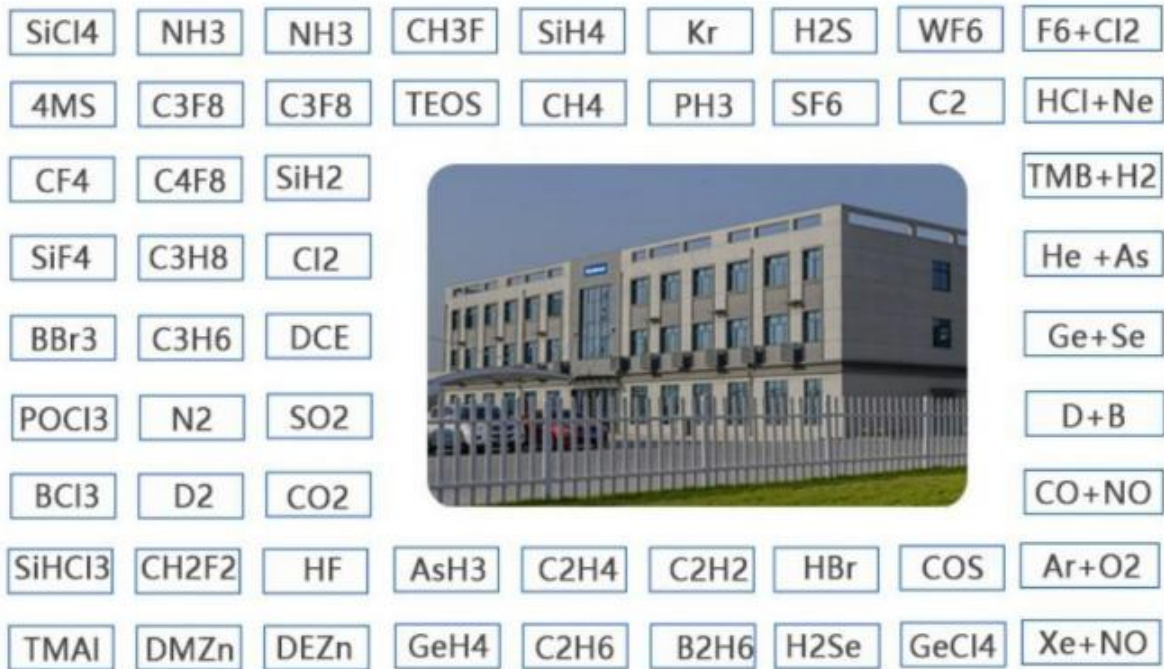 SiCl4 NH3 NH3 CH3F SiH4 Kr H2S WF6 F6+Cl2
4MS C3F8 C3F8 TEOS CH4 PH3 SF6 C2 HCl+Ne
CF4 C4F8 SiH2 TMB+H2
SiF4 C3H8 Cl2 He +As
BBr3 C3H6 DCE Ge+Se
POCl3 N2 SO2 D+B
BCl3 D2 CO2 CO+NO
SiHCl3 CH2F2 HF AsH3 C2H4 C2H2 HBr COS Ar+O2
TMAl DMZn DEZn GeH4 C2H6 B2H6 H2Se GeCl4 Xe+NO